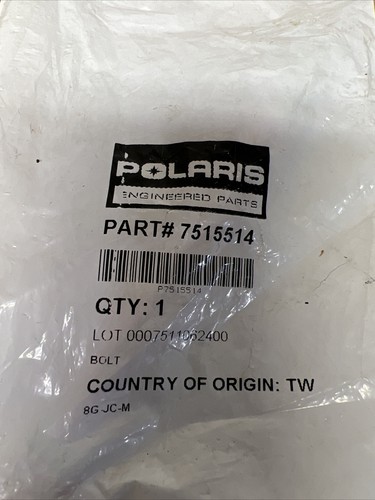 POLARIS
ENGINEERED PARTS
PART# 7515514
P7515514
QTY: 1
LOT 0007511062400
BOLT
COUNTRY OF ORIGIN: TW
8G JC-M